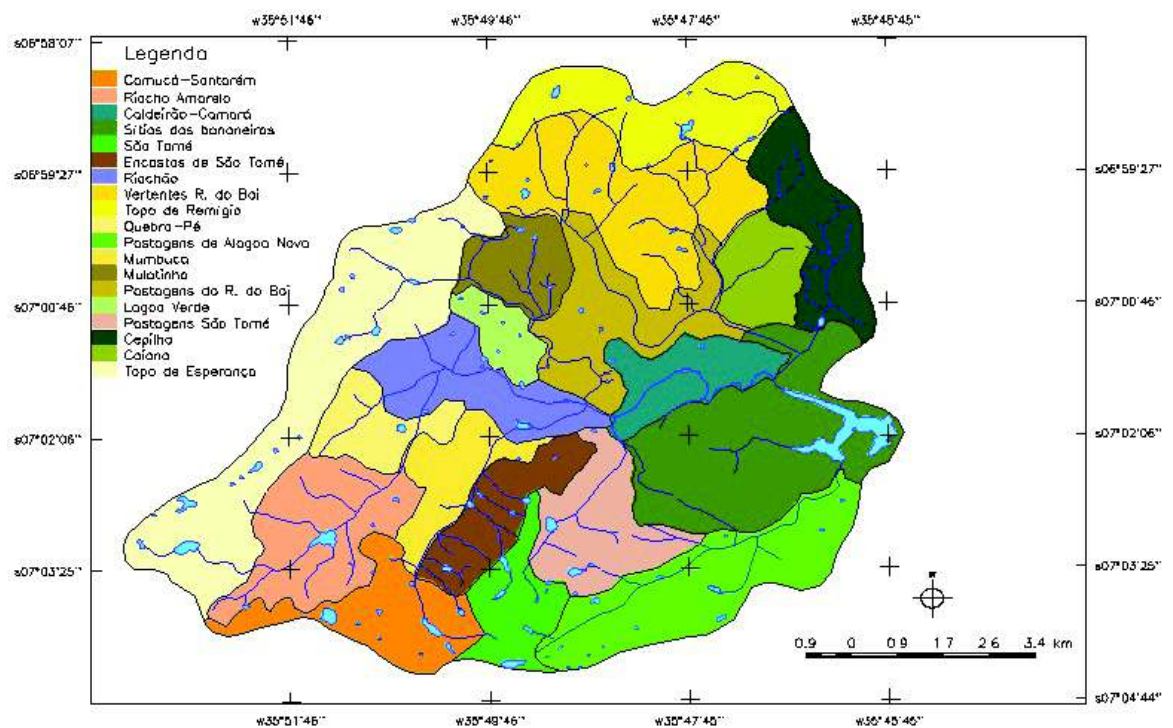 w35°51'46'' w35°49'46'' w35°47'46'' w35°45'45''
s06°58'07''
Legenda
Camucá-Santarém
Riacho Amarelo
Caldeirão-Camará
Sítios das bananeiras
São Tomé
Encostas de São Tomé
Riachão
Vertentes R. do Boi
Topo de Remígio
Quebra-Pé
Pastagens de Alagoa Nova
Mumbuca
Mulatinha
Pastagens do R. do Boi
Lagoa Verde
Pastagens São Tomé
Cepilho
Caiana
Topo de Esperança
s06°59'27'' s06°59'27''
s07°00'46'' s07°00'46''
s07°02'06'' s07°02'06''
s07°03'25'' s07°03'25''
0.9 0 0.9 1.7 2.6 3.4 km
s07°04'44''
w35°51'46'' w35°49'46'' w35°47'46'' w35°45'46''